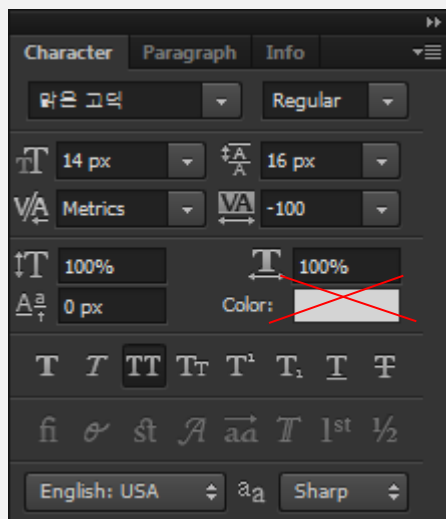 Character Paragraph Info
맑은 고딕 Regular
14 px 16 px
Metrics -100
100% 100%
0 px Color:
T T TT TT T¹ T₁ T T
fi st A aa T 1st ½
English: USA aa Sharp